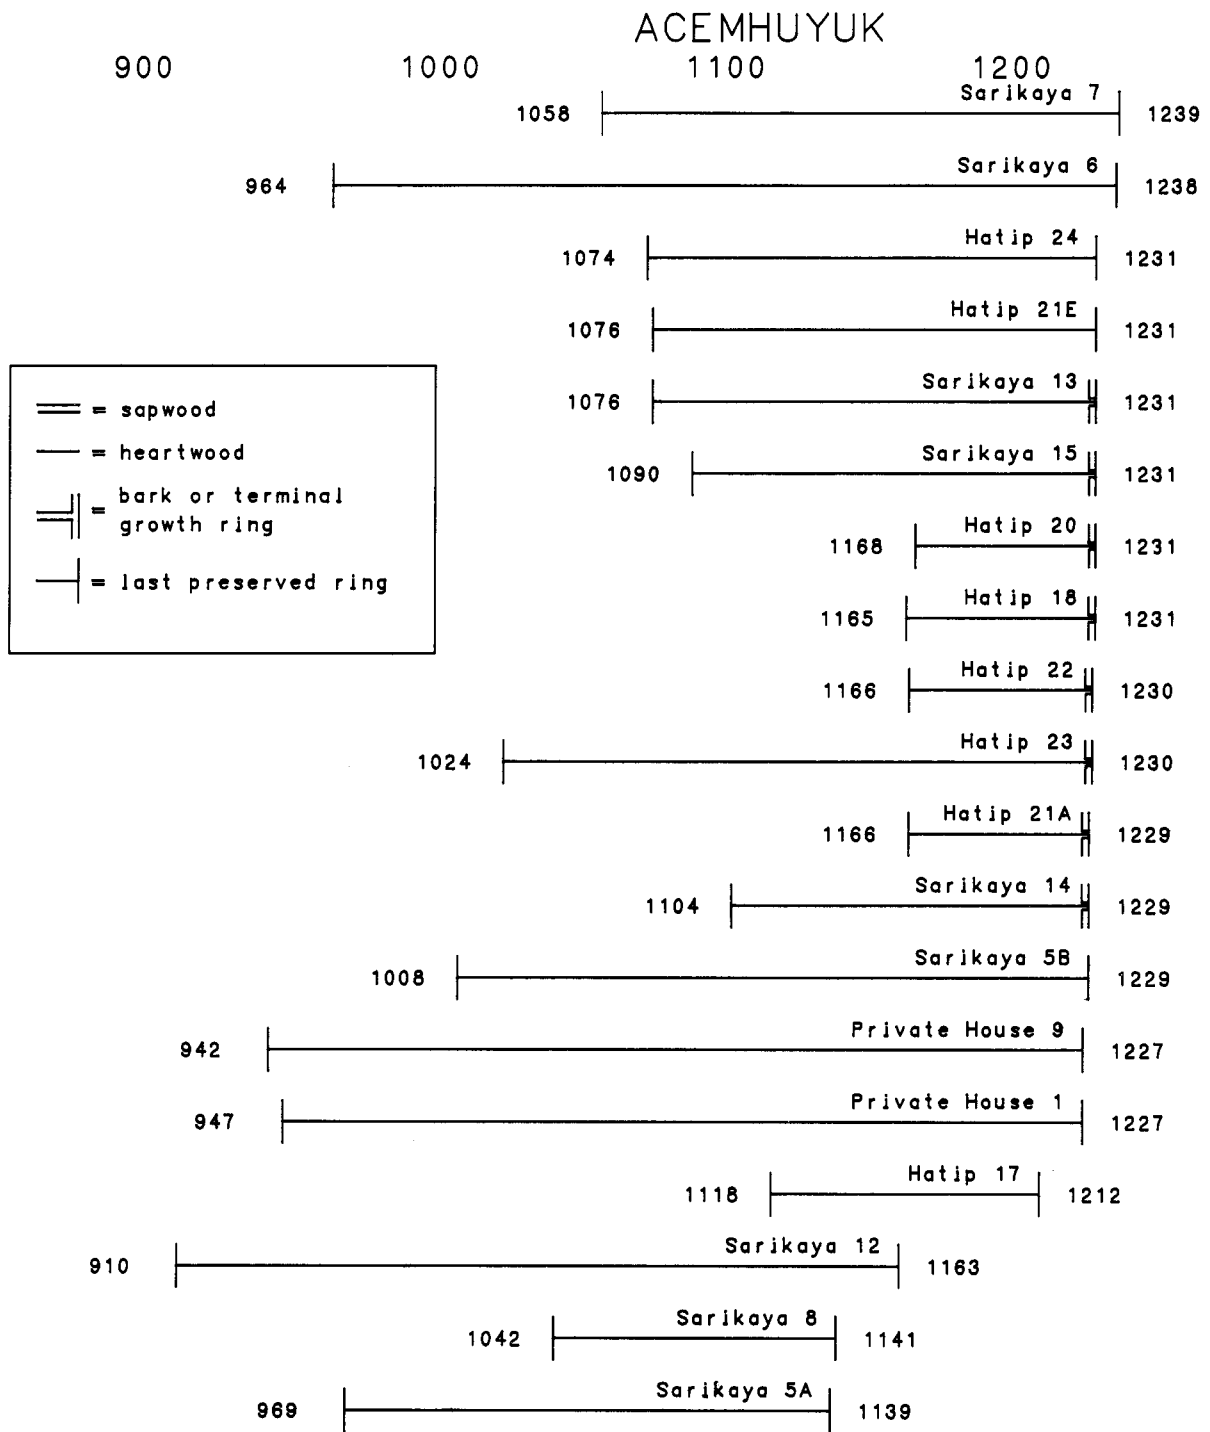 ACEMHUYUK
900 1000 1100 1200
Sarikaya 7
1058 1239
Sarikaya 6
964 1238
Hatip 24
1074 1231
Hatip 21E
1076 1231
Sarikaya 13
1076 1231
Sarikaya 15
1090 1231
Hatip 20
1168 1231
Hatip 18
1165 1231
Hatip 22
1166 1230
Hatip 23
1024 1230
Hatip 21A
1166 1229
Sarikaya 14
1104 1229
Sarikaya 5B
1008 1229
Private House 9
942 1227
Private House 1
947 1227
Hatip 17
1118 1212
Sarikaya 12
910 1163
Sarikaya 8
1042 1141
Sarikaya 5A
969 1139
= sapwood
= heartwood
= bark or terminal
growth ring
= last preserved ring